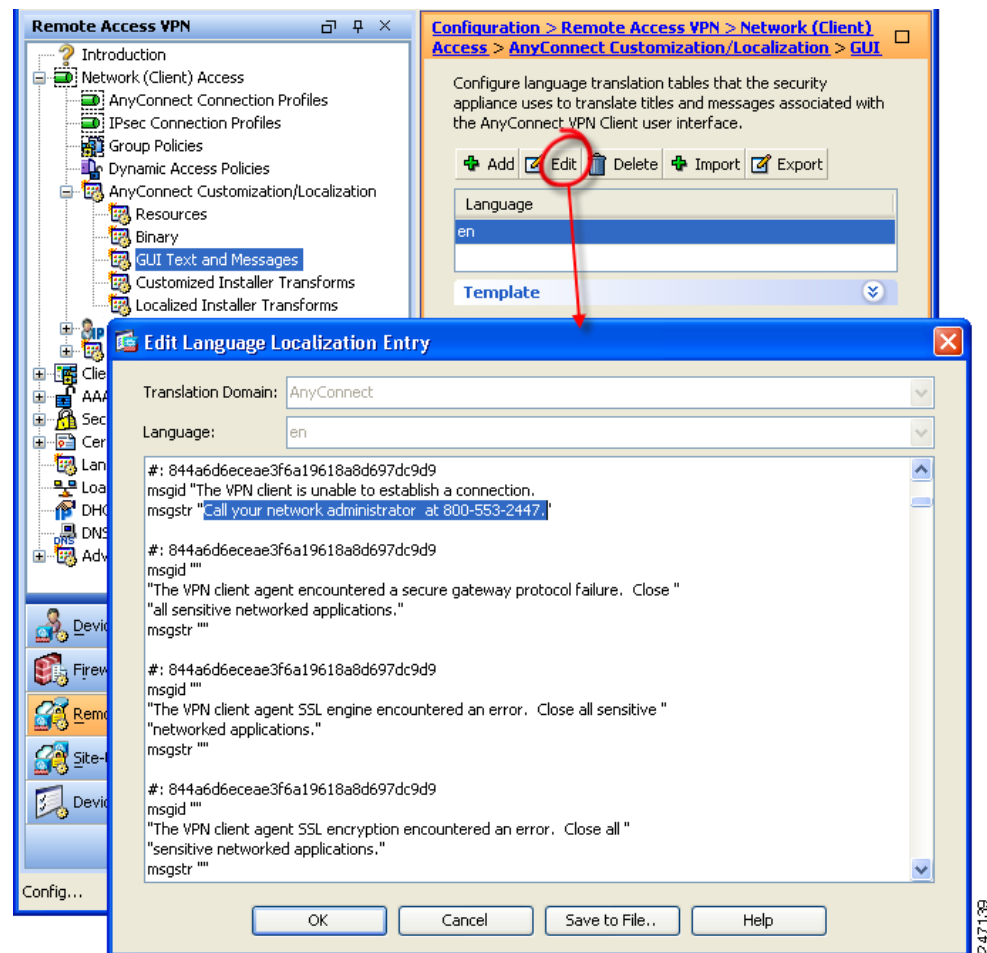 Remote Access VPN
Introduction
Network (Client) Access
AnyConnect Connection Profiles
IPsec Connection Profiles
Group Policies
Dynamic Access Policies
AnyConnect Customization/Localization
Resources
Binary
GUI Text and Messages
Customized Installer Transforms
Localized Installer Transforms
IP
Clie
AAA
Sec
Cer
Lan
Loa
DHC
DNS
DNS
Adv
Devic
Firew
Remo
Site-
Devic
Config...
Configuration > Remote Access VPN > Network (Client)
Access > AnyConnect Customization/Localization > GUI
Configure language translation tables that the security
appliance uses to translate titles and messages associated with
the AnyConnect VPN Client user interface.
Add Edit Delete Import Export
Language
en
Template
Edit Language Localization Entry
Translation Domain: AnyConnect
Language: en
#: 844a6d6eceae3f6a19618a8d697dc9d9
msgid "The VPN client is unable to establish a connection.
msgstr "Call your network administrator at 800-553-2447."
#: 844a6d6eceae3f6a19618a8d697dc9d9
msgid ""
"The VPN client agent encountered a secure gateway protocol failure. Close "
"all sensitive networked applications."
msgstr ""
#: 844a6d6eceae3f6a19618a8d697dc9d9
msgid ""
"The VPN client agent SSL engine encountered an error. Close all sensitive "
"networked applications."
msgstr ""
#: 844a6d6eceae3f6a19618a8d697dc9d9
msgid ""
"The VPN client agent SSL encryption encountered an error. Close all "
"sensitive networked applications."
msgstr ""
OK Cancel Save to File.. Help
247139